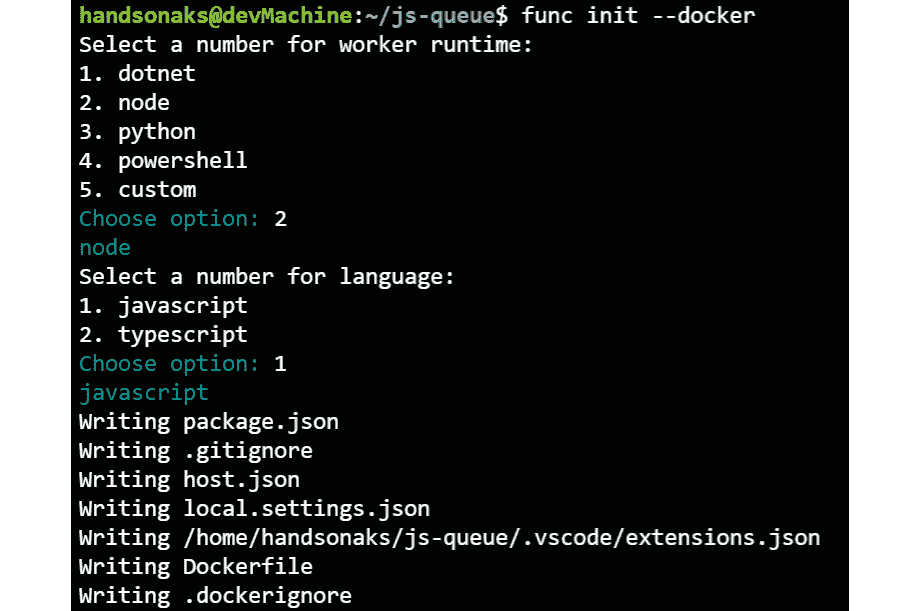 handsonaks@devMachine:~/js-queue$ func init --docker
Select a number for worker runtime:
1. dotnet
2. node
3. python
4. powershell
5. custom
Choose option: 2
node
Select a number for language:
1. javascript
2. typescript
Choose option: 1
javascript
Writing package.json
Writing .gitignore
Writing host.json
Writing local.settings.json
Writing /home/handsonaks/js-queue/.vscode/extensions.json
Writing Dockerfile
Writing .dockerignore